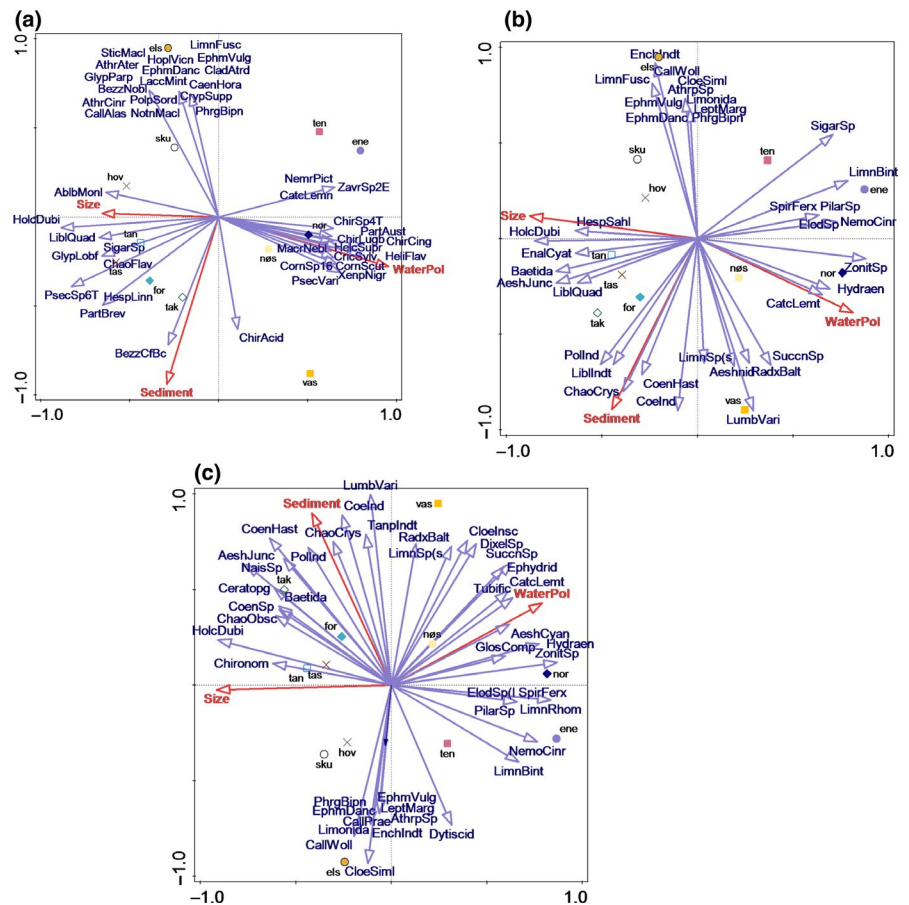 (a)
1.0
els
LimnFusc
SticMacl
HoplVicn
EphmVulg
AthrAter
EphmDanc
CladAtrd
GlypParp
LaccMint
CaenHora
BezzNobl
PolpSord
CrypSupp
AthrCinr
NotnMacl
PhrgBipn
CallAlas
ten
sku
ene
hov
NemrPict
AblbMonl
CatcLemn
ZavrSp2E
Size
HolcDubi
tan
nor
ChirSp4T
PartAust
LiblQuad
SigarSp
MacrNebl
ChirLugb
ChirCing
GlypLobf
HelcSubr
ChaoFlav
nøs
CricSylv
HeiFlav
tas
CornSp16
CornScut
WaterPol
PsecSp6T
HespLinn
PsecVari
XenpNigr
PartBrev
tak
BezzCfBc
ChirAcid
Sediment
vas
-1.0
-1.0
1.0
(b)
1.0
EnchIndt
els
CallWoll
LimnFusc
CloeSiml
AthrpSp
EphmVulg
Limonida
LeptMarg
EphmDanc
PhrgBipn
SigarSp
sku
ten
hov
LimnBint
ene
Size
HespSahl
SpirFerx
PilarSp
HolcDubi
ElodSp
NemoCinr
EnalCyat
tan
ZonitSp
Baetida
tas
nøs
nor
AeshJunc
LiblQuad
Hydraen
for
CatcLemt
tak
WaterPol
PolInd
LimnSp(s
SuccnSp
LiblIndt
Aeshnid
RadxBalt
ChaoCrys
CoenHast
Sediment
CoeInd
vas
LumbVari
-1.0
-1.0
1.0
(c)
1.0
Sediment
LumbVari
CoeInd
vas
CoenHast
ChaoCrys
TanpIndt
RadxBalt
CloeInsc
AeshJunc
PolInd
LimnSp(s
DixelSp
NaisSp
SuccnSp
tak
Ephydrid
Ceratopg
Baetida
Tubific
CatcLemt
CoenSp
WaterPol
ChaoObsc
for
HolcDubi
nøs
AeshCyan
Hydraen
Chironom
GlosComp
ZonitSp
tan
tas
nor
Size
ElodSp(l
SpirFerx
PilarSp
LimnRhom
hov
ten
ene
sku
NemoCinr
LimnBint
PhrgBipn
EphmVulg
EphmDanc
LeptMarg
CallPrae
AthrpSp
Limonida
EnchIndt
Dytiscid
CallWoll
els
CloeSiml
-1.0
-1.0
1.0